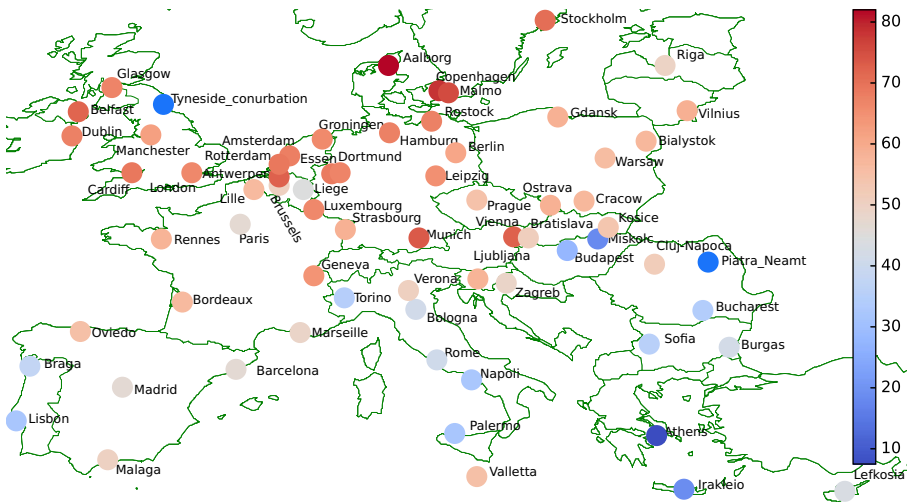 Stockholm
80
Aalborg
Riga
Glasgow
Copenhagen
Malmo
Tyneside_conurbation
Belfast
Rostock
Gdansk
Vilnius
70
Dublin
Groningen
Hamburg
Manchester
Amsterdam
Berlin
Bialystok
Rotterdam
Essen
Dortmund
Warsaw
60
Antwerpen
Cardiff
London
Liege
Leipzig
Ostrava
Lille
Brussels
Luxembourg
Prague
Cracow
50
Strasbourg
Vienna
Bratislava
Kosice
Rennes
Paris
Munich
Miskolc
Cluj-Napoca
Ljubljana
Budapest
Piatra_Neamt
Geneva
40
Verona
Zagreb
Bordeaux
Torino
Bucharest
Bologna
30
Oviedo
Marseille
Sofia
Burgas
Rome
Braga
Barcelona
Napoli
20
Madrid
Lisbon
Palermo
Athens
10
Malaga
Valletta
Lefkosia
Irakleio